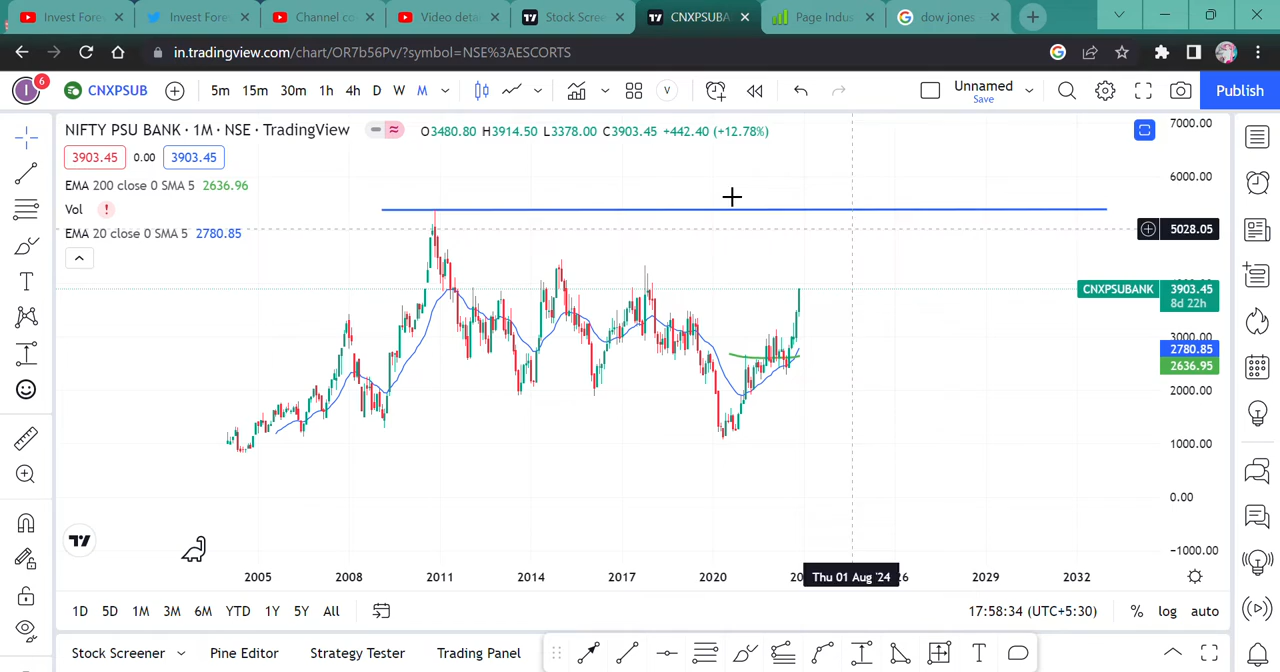 Invest Fore
Invest Fore
Channel co
Video deta
Stock Scree
CNXPSUBA
Page Indus
dow jones
in.tradingview.com/chart/OR7b56Pv/?symbol=NSE%3AESCORTS
I 6 CNXPSUB 5m 15m 30m 1h 4h D W M V Unnamed Save Publish
NIFTY PSU BANK · 1M · NSE · TradingView O3480.80 H3914.50 L3378.00 C3903.45 +442.40 (+12.78%)
3903.45 0.00 3903.45
EMA 200 close 0 SMA 5 2636.96
Vol !
EMA 20 close 0 SMA 5 2780.85
7000.00
6000.00
5028.05
CNXPSUBANK 3903.45
8d 22h
3000.00
2780.85
2636.95
2000.00
1000.00
0.00
−1000.00
2005 2008 2011 2014 2017 2020 Thu 01 Aug '24 2029 2032
1D 5D 1M 3M 6M YTD 1Y 5Y All 17:58:34 (UTC+5:30) % log auto
Stock Screener Pine Editor Strategy Tester Trading Panel